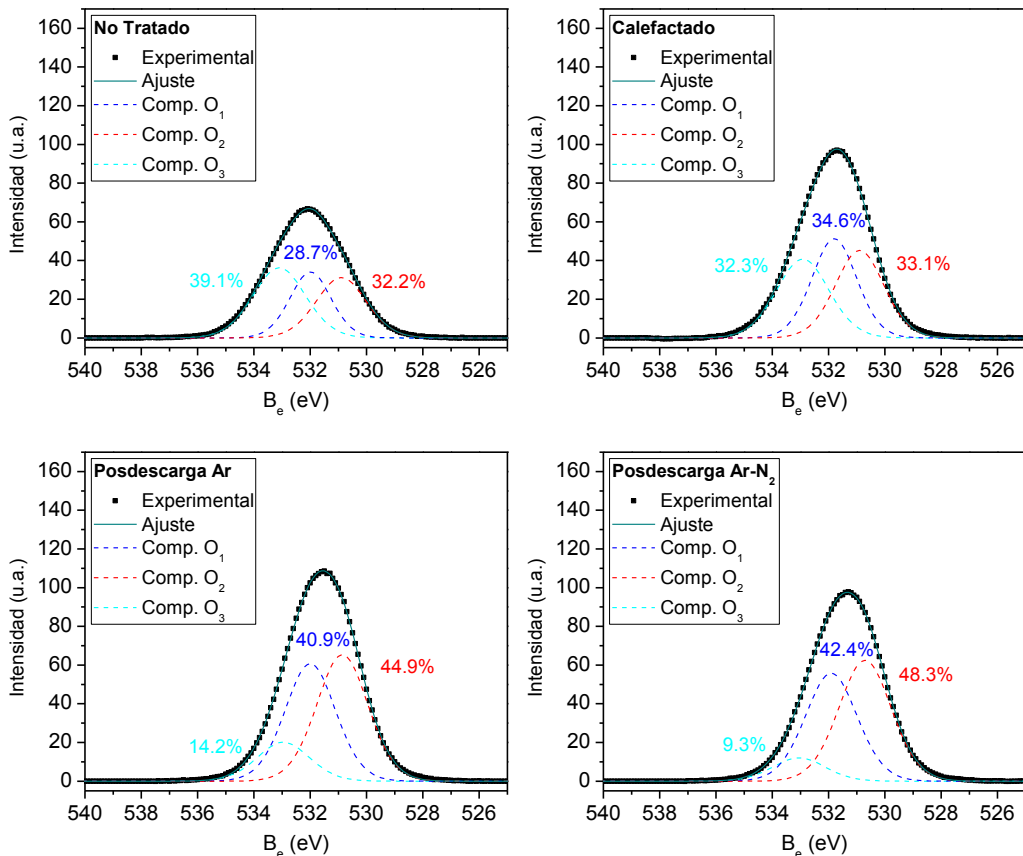 No Tratado
Experimental
Ajuste
Comp. O₁
Comp. O₂
Comp. O₃
39.1%
28.7%
32.2%
Intensidad (u.a.)
160
140
120
100
80
60
40
20
0
540 538 536 534 532 530 528 526
Bₑ (eV)
Calefactado
Experimental
Ajuste
Comp. O₁
Comp. O₂
Comp. O₃
32.3%
34.6%
33.1%
Intensidad (u.a.)
160
140
120
100
80
60
40
20
0
540 538 536 534 532 530 528 526
Bₑ (eV)
Posdescarga Ar
Experimental
Ajuste
Comp. O₁
Comp. O₂
Comp. O₃
14.2%
40.9%
44.9%
Intensidad (u.a.)
160
140
120
100
80
60
40
20
0
540 538 536 534 532 530 528 526
Bₑ (eV)
Posdescarga Ar-N₂
Experimental
Ajuste
Comp. O₁
Comp. O₂
Comp. O₃
9.3%
42.4%
48.3%
Intensidad (u.a.)
160
140
120
100
80
60
40
20
0
540 538 536 534 532 530 528 526
Bₑ (eV)